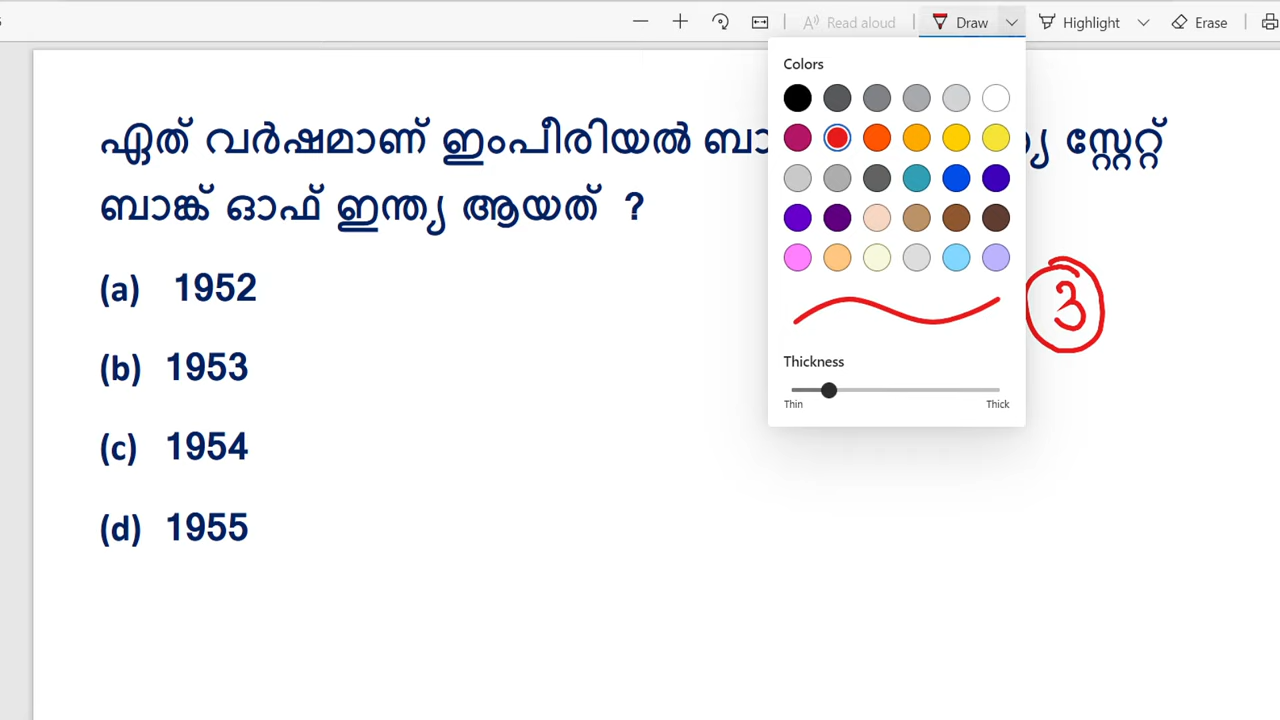 Read aloud Draw Highlight Erase
Colors
ഏത് വർഷമാണ് ഇംപീരിയൽ സ്റ്റേറ്റ്
ബാങ്ക് ഓഫ് ഇന്ത്യ ആയത് ?
(a) 1952
3
(b) 1953
Thickness
Thin Thick
(c) 1954
(d) 1955